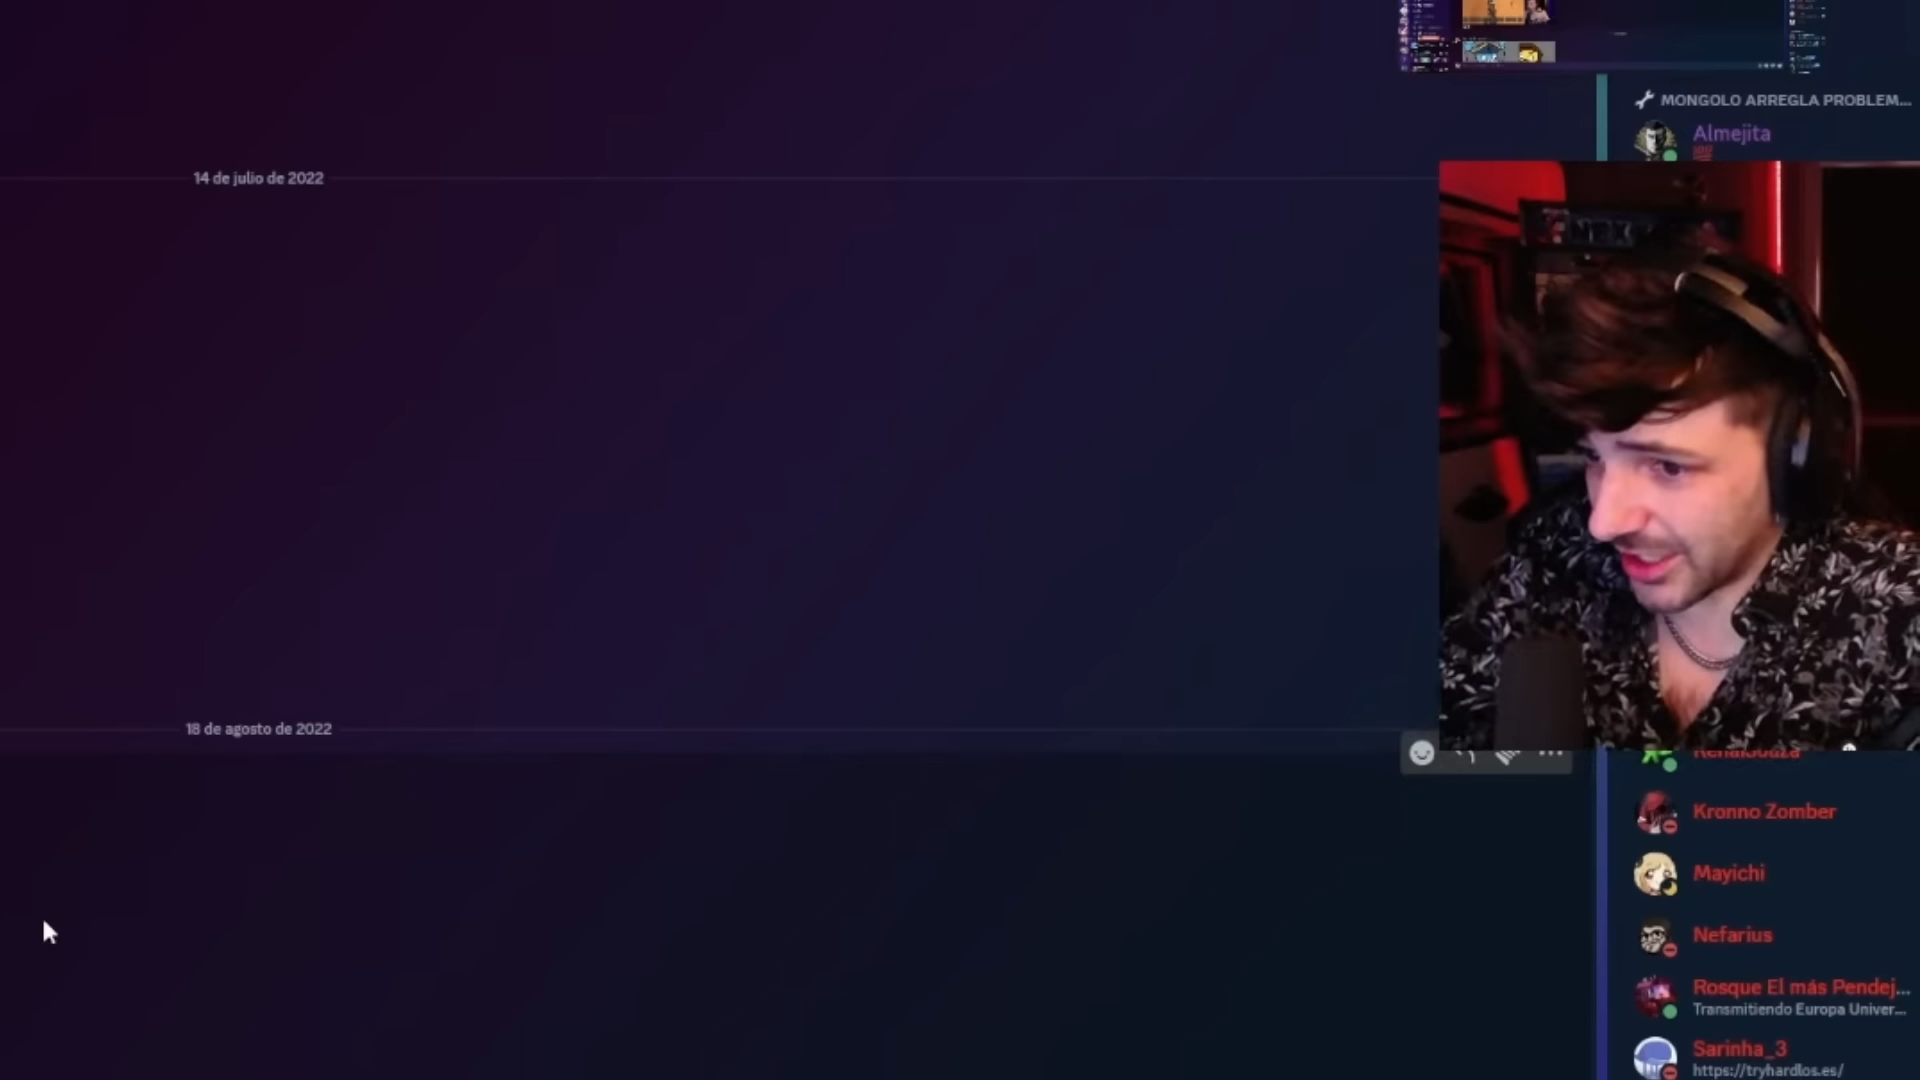 MONGOLO ARREGLA PROBLEM...
Almejita
14 de julio de 2022
18 de agosto de 2022
Kronno Zomber
Mayichi
Nefarius
Rosque El más Pendej...
Transmitiendo Europa Univer...
Sarinha_3
https://tryhardlos.es/